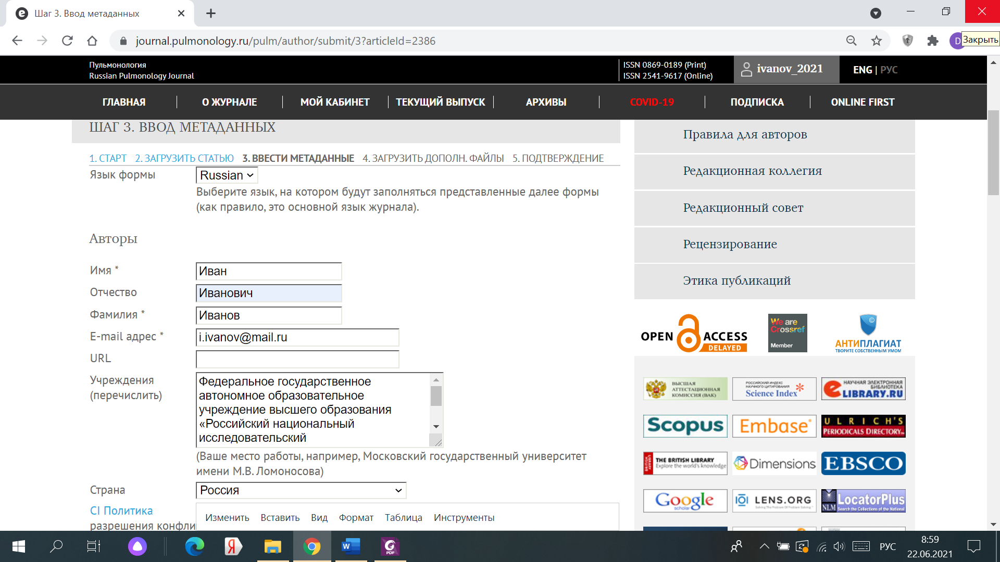 Шаг 3. Ввод метаданных
journal.pulmonology.ru/pulm/author/submit/3?articleId=2386
D
Закрыть
Пульмонология
Russian Pulmonology Journal
ISSN 0869-0189 (Print)
ISSN 2541-9617 (Online)
ivanov_2021
ENG | РУС
ГЛАВНАЯ
О ЖУРНАЛЕ
МОЙ КАБИНЕТ
ТЕКУЩИЙ ВЫПУСК
АРХИВЫ
COVID-19
ПОДПИСКА
ONLINE FIRST
ШАГ 3. ВВОД МЕТАДАННЫХ
1. СТАРТ 2. ЗАГРУЗИТЬ СТАТЬЮ 3. ВВЕСТИ МЕТАДАННЫЕ 4. ЗАГРУЗИТЬ ДОПОЛН. ФАЙЛЫ 5. ПОДТВЕРЖДЕНИЕ
Язык формы
Russian
Выберите язык, на котором будут заполняться представленные далее формы
(как правило, это основной язык журнала).
Авторы
Имя *
Иван
Отчество
Иванович
Фамилия *
Иванов
E-mail адрес *
i.ivanov@mail.ru
URL
Учреждения
(перечислить)
Федеральное государственное
автономное образовательное
учреждение высшего образования
«Российский национальный
исследовательский
(Ваше место работы, например, Московский государственный университет
имени М.В. Ломоносова)
Страна
Россия
CI Политика
разрешения конфли
Изменить Вставить Вид Формат Таблица Инструменты
Правила для авторов
Редакционная коллегия
Редакционный совет
Рецензирование
Этика публикаций
OPEN ACCESS
DELAYED
We are
Crossref
Member
©
АНТИПЛАГИАТ
ТВОРИТЕ СОБСТВЕННЫМ УМОМ
ВЫСШАЯ
АТТЕСТАЦИОННАЯ
КОМИССИЯ (ВАК)
РОССИЙСКИЙ ИНДЕКС
НАУЧНОГО ЦИТИРОВАНИЯ
Science Index
НАУЧНАЯ ЭЛЕКТРОННАЯ
БИБЛИОТЕКА
eLIBRARY.RU
Scopus
Embase
ULRICH'S
PERIODICALS DIRECTORY
BRITISH LIBRARY
THE BRITISH LIBRARY
Explore the world's knowledge
Dimensions
EBSCO
Google
scholar
LENS.ORG
NLM
LocatorPlus
Search the Collections of the National
PDF
РУС
8:59
22.06.2021